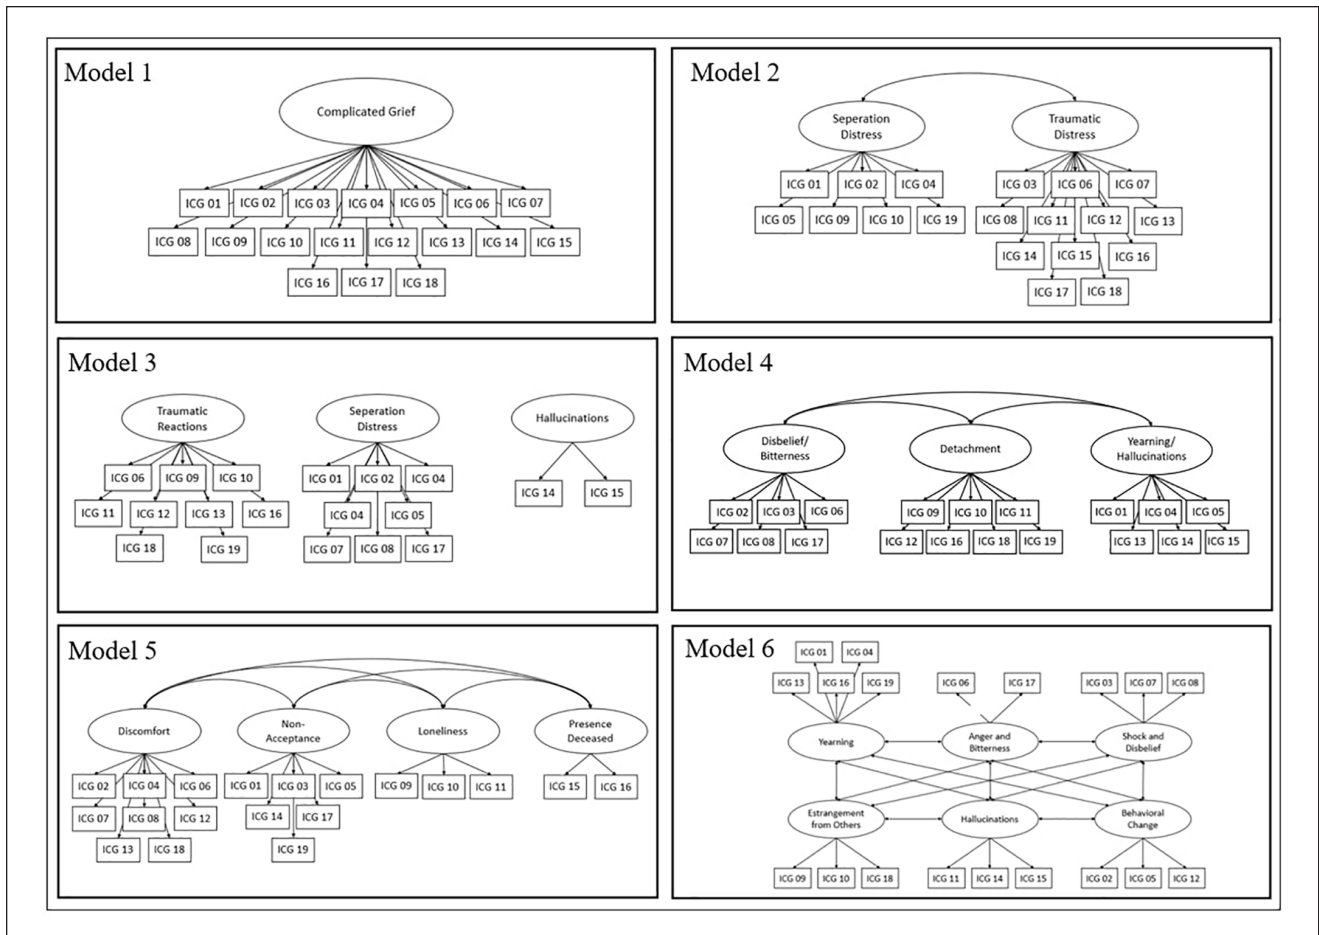 Model 1
Complicated Grief
ICG 01 ICG 02 ICG 03 ICG 04 ICG 05 ICG 06 ICG 07
ICG 08 ICG 09 ICG 10 ICG 11 ICG 12 ICG 13 ICG 14 ICG 15
ICG 16 ICG 17 ICG 18
Model 2
Seperation
Distress
Traumatic
Distress
ICG 01 ICG 02 ICG 04
ICG 05 ICG 09 ICG 10 ICG 19
ICG 03 ICG 06 ICG 07
ICG 08 ICG 11 ICG 12 ICG 13
ICG 14 ICG 15 ICG 16
ICG 17 ICG 18
Model 3
Traumatic
Reactions
Seperation
Distress
Hallucinations
ICG 06 ICG 09 ICG 10
ICG 11 ICG 12 ICG 13 ICG 16
ICG 18 ICG 19
ICG 01 ICG 02 ICG 04
ICG 04 ICG 05
ICG 07 ICG 08 ICG 17
ICG 14 ICG 15
Model 4
Disbelief/
Bitterness
Detachment
Yearning/
Hallucinations
ICG 02 ICG 03 ICG 06
ICG 07 ICG 08 ICG 17
ICG 09 ICG 10 ICG 11
ICG 12 ICG 16 ICG 18 ICG 19
ICG 01 ICG 04 ICG 05
ICG 13 ICG 14 ICG 15
Model 5
Discomfort
Non-
Acceptance
Loneliness
Presence
Deceased
ICG 02 ICG 04 ICG 06
ICG 07 ICG 08 ICG 12
ICG 13 ICG 18
ICG 01 ICG 03 ICG 05
ICG 14 ICG 17
ICG 19
ICG 09 ICG 10 ICG 11
ICG 15 ICG 16
Model 6
ICG 01 ICG 04
ICG 13 ICG 16 ICG 19
ICG 06 ICG 17
ICG 03 ICG 07 ICG 08
Yearning
Anger and
Bitterness
Shock and
Disbelief
Estrangement
from Others
Hallucinations
Behavioral
Change
ICG 09 ICG 10 ICG 18
ICG 11 ICG 14 ICG 15
ICG 02 ICG 05 ICG 12